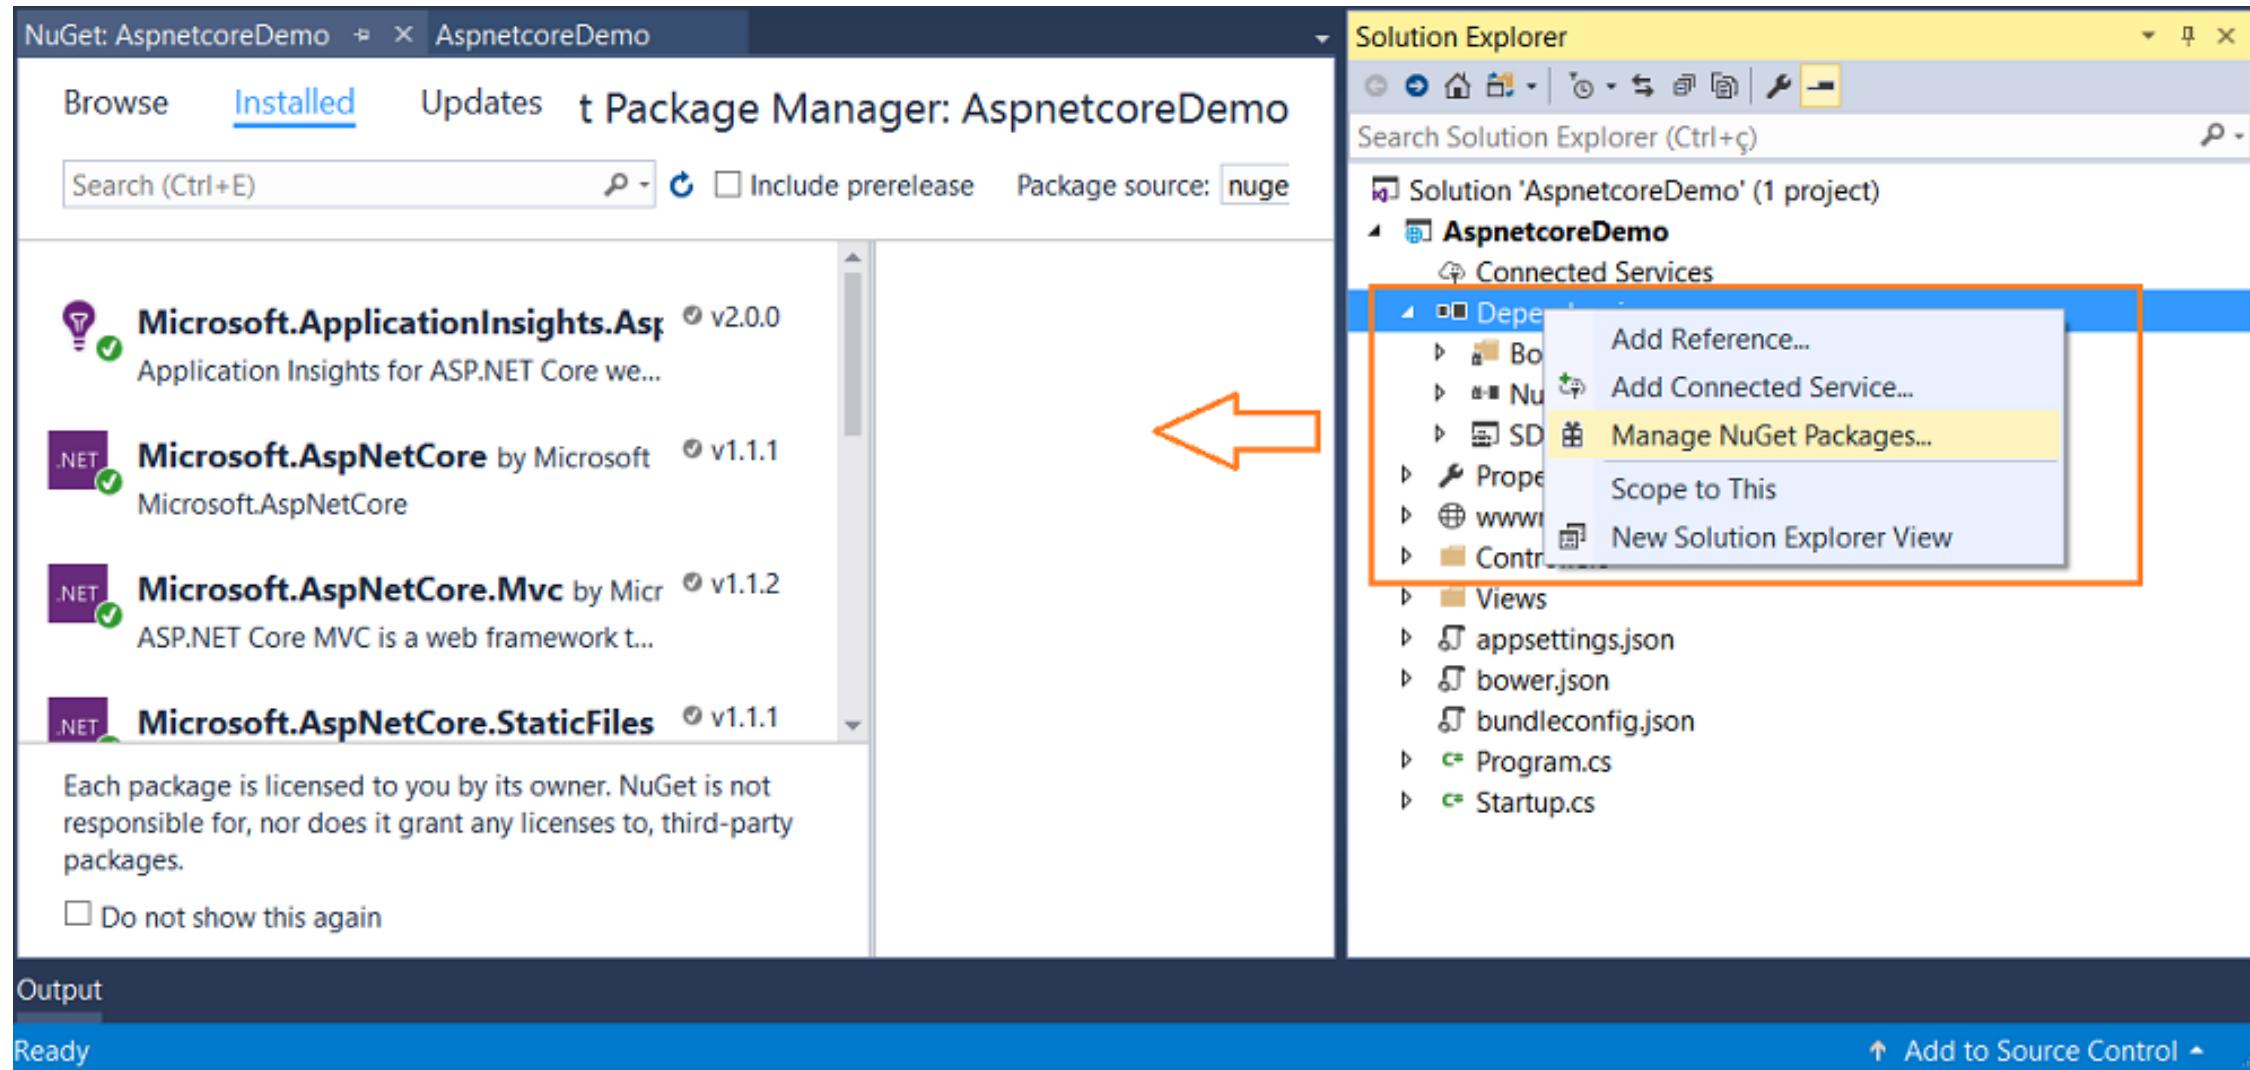 NuGet: AspnetcoreDemo
AspnetcoreDemo
Browse
Installed
Updates
t Package Manager: AspnetcoreDemo
Search (Ctrl+E)
Include prerelease
Package source: nuge
Microsoft.ApplicationInsights.Asp v2.0.0
Application Insights for ASP.NET Core we...
.NET
Microsoft.AspNetCore by Microsoft v1.1.1
Microsoft.AspNetCore
.NET
Microsoft.AspNetCore.Mvc by Micr v1.1.2
ASP.NET Core MVC is a web framework t...
.NET
Microsoft.AspNetCore.StaticFiles v1.1.1
Each package is licensed to you by its owner. NuGet is not
responsible for, nor does it grant any licenses to, third-party
packages.
Do not show this again
Solution Explorer
Search Solution Explorer (Ctrl+ç)
Solution 'AspnetcoreDemo' (1 project)
AspnetcoreDemo
Connected Services
Depe
Bo
Nu
SD
Prope
wwwr
Contr
Add Reference...
Add Connected Service...
Manage NuGet Packages...
Scope to This
New Solution Explorer View
Views
appsettings.json
bower.json
bundleconfig.json
C# Program.cs
C# Startup.cs
Output
Ready
Add to Source Control